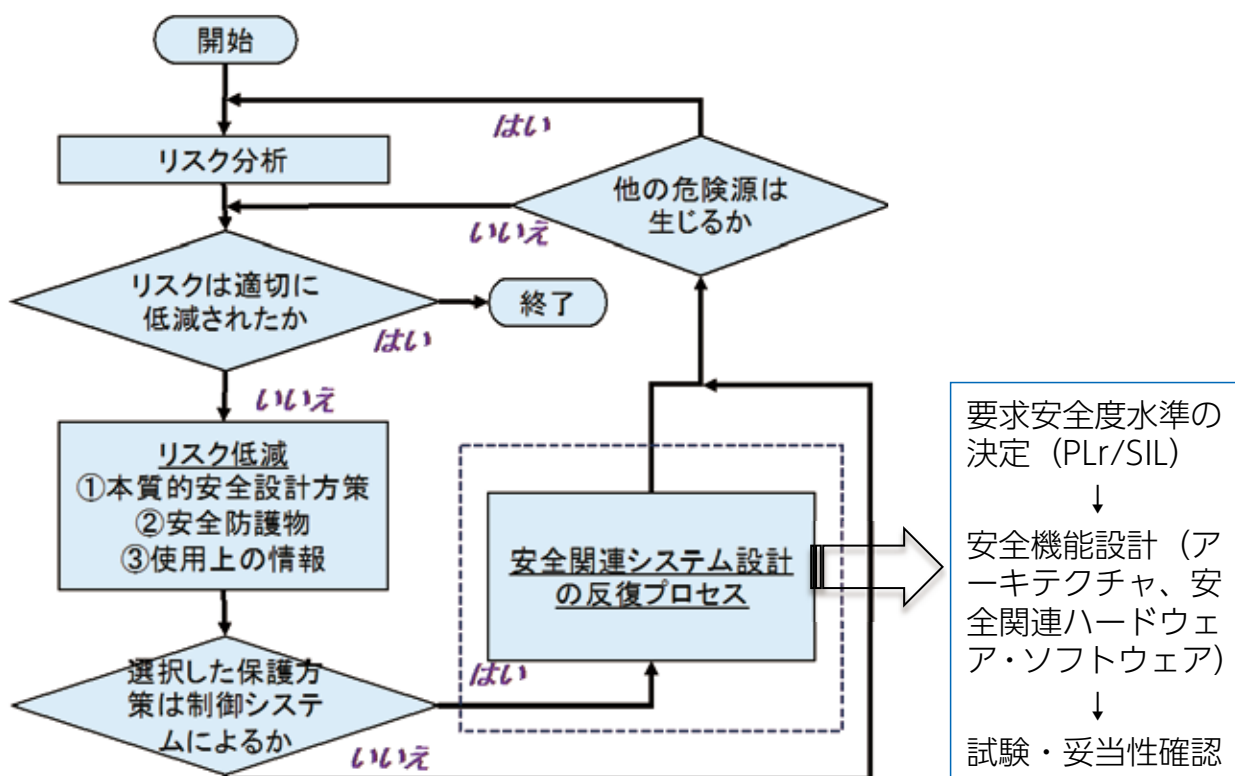 開始
はい
リスク分析
他の危険源は
生じるか
いいえ
リスクは適切に
低減されたか
終了
はい
いいえ
リスク低減
①本質的安全設計方策
②安全防護物
③使用上の情報
安全関連システム設計
の反復プロセス
はい
選択した保護方
策は制御システ
ムによるか
いいえ
要求安全度水準の
決定（PLr/SIL）
↓
安全機能設計（ア
ーキテクチャ、安
全関連ハードウェ
ア・ソフトウェア)
↓
試験・妥当性確認